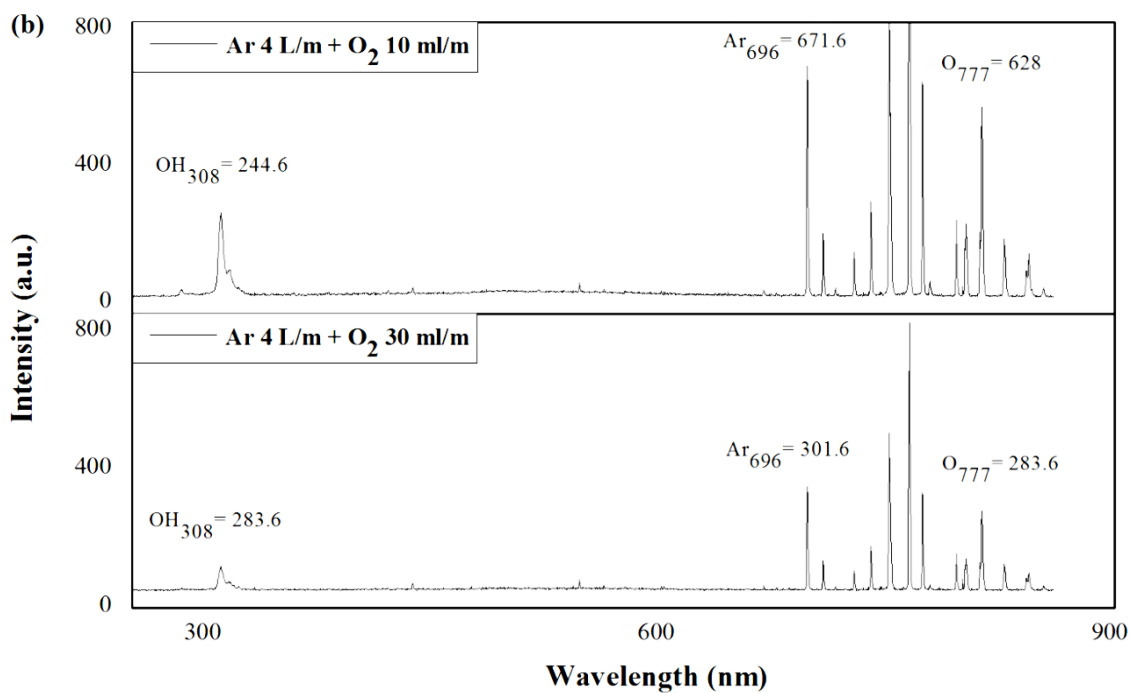 (b)
800
Ar 4 L/m + O2 10 ml/m
Ar696= 671.6
O777= 628
400
OH308= 244.6
0
800
Ar 4 L/m + O2 30 ml/m
Ar696= 301.6
400
O777= 283.6
OH308= 283.6
0
300 600 900
Wavelength (nm)
Intensity (a.u.)